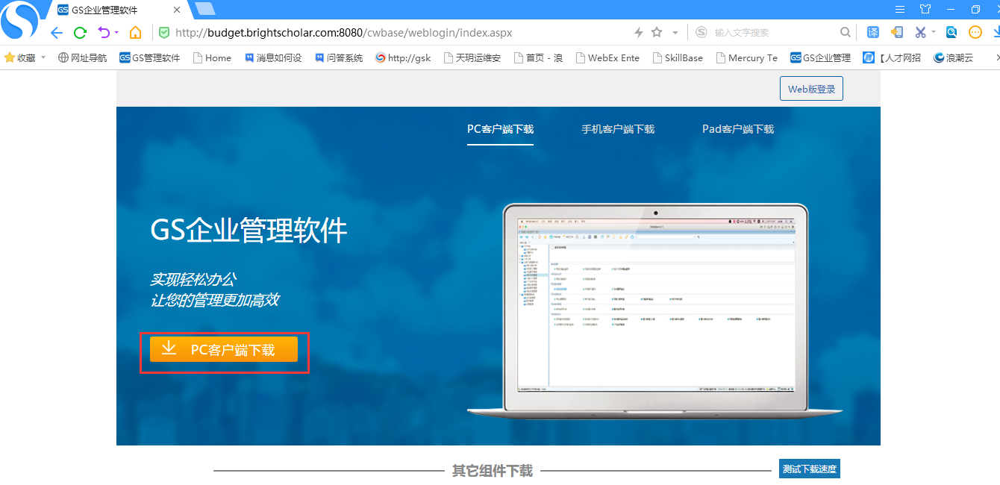 GS企业管理软件
http://budget.brightscholar.com:8080/cwbase/weblogin/index.aspx
输入文字搜索
译
收藏 网址导航 GS管理软件 Home 消息如何设 问答系统 http://gsk 天玥运维安 首页 - 浪 WebEx Ente SkillBase Mercury Te GS企业管理 【人才网招 浪潮云
Web版登录
PC客户端下载 手机客户端下载 Pad客户端下载
GS企业管理软件
实现轻松办公
让您的管理更加高效
PC客户端下载
其它组件下载 测试下载速度